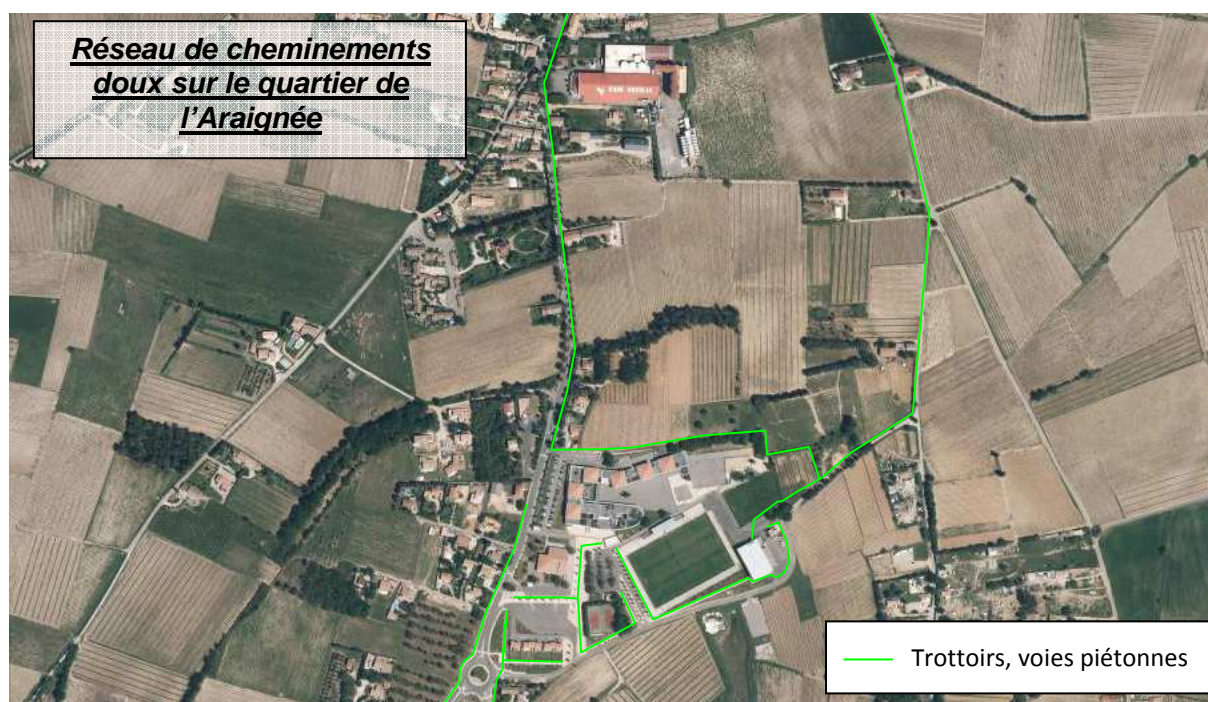 Réseau de cheminements
doux sur le quartier de
l'Araignée
Trottoirs, voies piétonnes